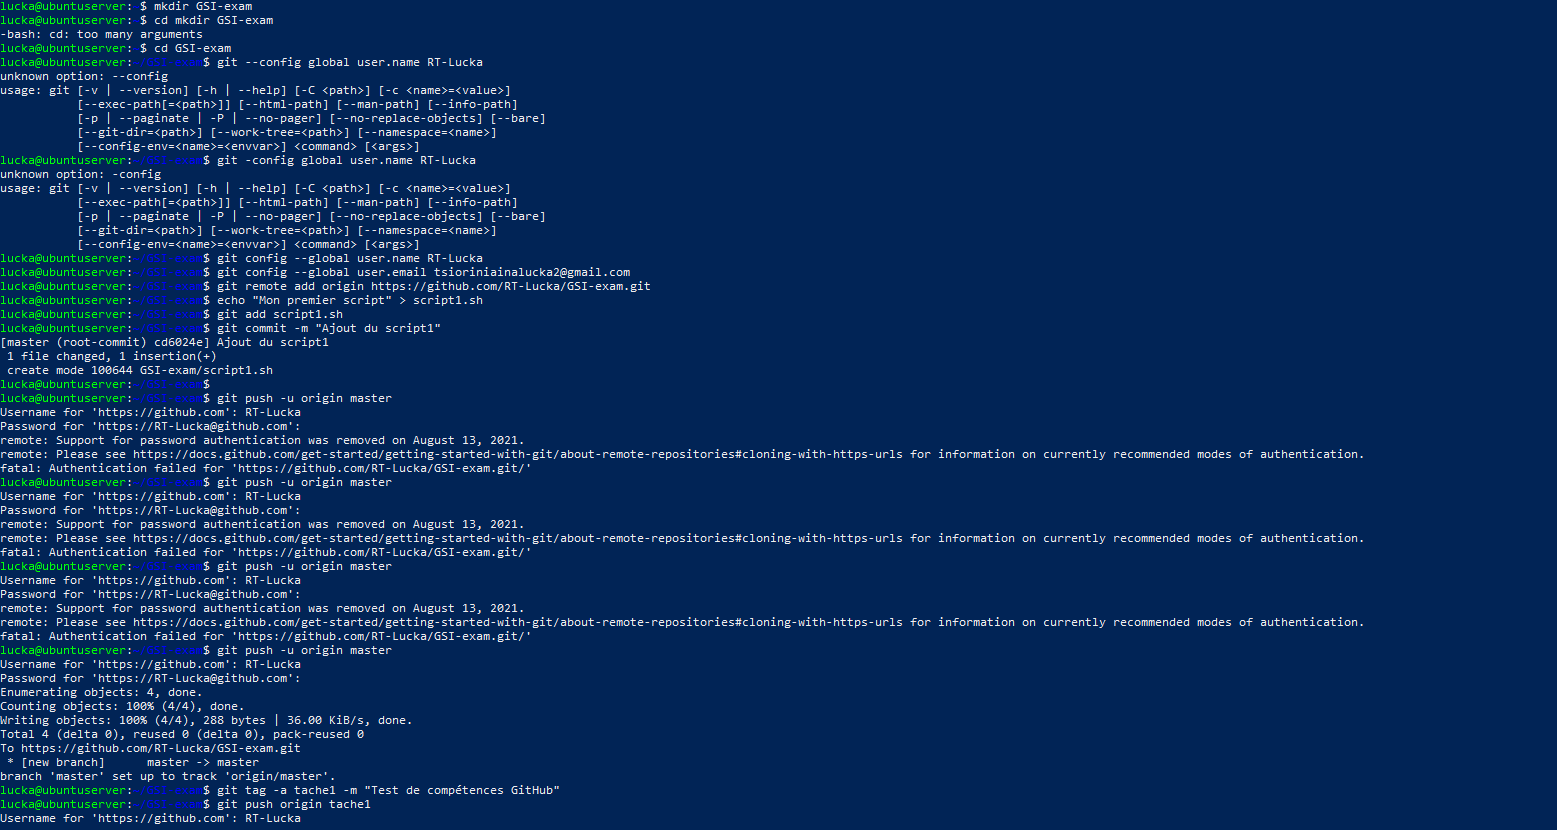 lucka@ubuntuserver: $ mkdir GSI-exam
lucka@ubuntuserver: $ cd mkdir GSI-exam
-bash: cd: too many arguments
lucka@ubuntuserver: $ cd GSI-exam
lucka@ubuntuserver:~/GSI-exam$ git --config global user.name RT-Lucka
unknown option: --config
usage: git [-v | --version] [-h | --help] [-C <path>] [-c <name>=<value>]
           [--exec-path[=<path>]] [--html-path] [--man-path] [--info-path]
           [-p | --paginate | -P | --no-pager] [--no-replace-objects] [--bare]
           [--git-dir=<path>] [--work-tree=<path>] [--namespace=<name>]
           [--config-env=<name>=<envvar>] <command> [<args>]
lucka@ubuntuserver:~/GSI-exam$ git -config global user.name RT-Lucka
unknown option: -config
usage: git [-v | --version] [-h | --help] [-C <path>] [-c <name>=<value>]
           [--exec-path[=<path>]] [--html-path] [--man-path] [--info-path]
           [-p | --paginate | -P | --no-pager] [--no-replace-objects] [--bare]
           [--git-dir=<path>] [--work-tree=<path>] [--namespace=<name>]
           [--config-env=<name>=<envvar>] <command> [<args>]
lucka@ubuntuserver:~/GSI-exam$ git config --global user.name RT-Lucka
lucka@ubuntuserver:~/GSI-exam$ git config --global user.email tsioriniainalucka2@gmail.com
lucka@ubuntuserver:~/GSI-exam$ git remote add origin https://github.com/RT-Lucka/GSI-exam.git
lucka@ubuntuserver:~/GSI-exam$ echo "Mon premier script" > script1.sh
lucka@ubuntuserver:~/GSI-exam$ git add script1.sh
lucka@ubuntuserver:~/GSI-exam$ git commit -m "Ajout du script1"
[master (root-commit) cd6024e] Ajout du script1
 1 file changed, 1 insertion(+)
 create mode 100644 GSI-exam/script1.sh
lucka@ubuntuserver:~/GSI-exam$
lucka@ubuntuserver:~/GSI-exam$ git push -u origin master
Username for 'https://github.com': RT-Lucka
Password for 'https://RT-Lucka@github.com':
remote: Support for password authentication was removed on August 13, 2021.
remote: Please see https://docs.github.com/get-started/getting-started-with-git/about-remote-repositories#cloning-with-https-urls for information on currently recommended modes of authentication.
fatal: Authentication failed for 'https://github.com/RT-Lucka/GSI-exam.git/'
lucka@ubuntuserver:~/GSI-exam$ git push -u origin master
Username for 'https://github.com': RT-Lucka
Password for 'https://RT-Lucka@github.com':
remote: Support for password authentication was removed on August 13, 2021.
remote: Please see https://docs.github.com/get-started/getting-started-with-git/about-remote-repositories#cloning-with-https-urls for information on currently recommended modes of authentication.
fatal: Authentication failed for 'https://github.com/RT-Lucka/GSI-exam.git/'
lucka@ubuntuserver:~/GSI-exam$ git push -u origin master
Username for 'https://github.com': RT-Lucka
Password for 'https://RT-Lucka@github.com':
remote: Support for password authentication was removed on August 13, 2021.
remote: Please see https://docs.github.com/get-started/getting-started-with-git/about-remote-repositories#cloning-with-https-urls for information on currently recommended modes of authentication.
fatal: Authentication failed for 'https://github.com/RT-Lucka/GSI-exam.git/'
lucka@ubuntuserver:~/GSI-exam$ git push -u origin master
Username for 'https://github.com': RT-Lucka
Password for 'https://RT-Lucka@github.com':
Enumerating objects: 4, done.
Counting objects: 100% (4/4), done.
Writing objects: 100% (4/4), 288 bytes | 36.00 KiB/s, done.
Total 4 (delta 0), reused 0 (delta 0), pack-reused 0
To https://github.com/RT-Lucka/GSI-exam.git
 * [new branch]      master -> master
branch 'master' set up to track 'origin/master'.
lucka@ubuntuserver:~/GSI-exam$ git tag -a tache1 -m "Test de compétences GitHub"
lucka@ubuntuserver:~/GSI-exam$ git push origin tache1
Username for 'https://github.com': RT-Lucka